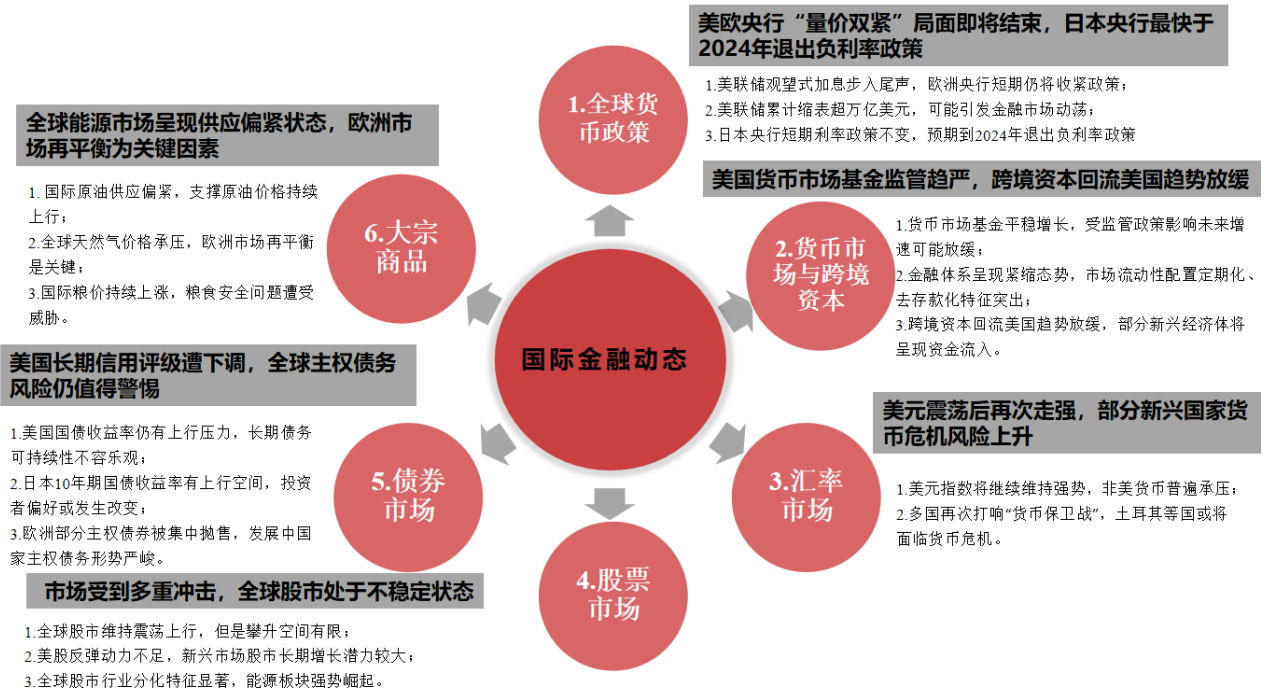 国际金融动态
1.全球货
币政策
美欧央行“量价双紧”局面即将结束，日本央行最快于
2024年退出负利率政策
1.美联储观望式加息步入尾声，欧洲央行短期仍将收紧政策；
2.美联储累计缩表超万亿美元，可能引发金融市场动荡；
3.日本央行短期利率政策不变，预期到2024年退出负利率政策
2.货币市
场与跨境
资本
美国货币市场基金监管趋严，跨境资本回流美国趋势放缓
1.货币市场基金平稳增长，受监管政策影响未来增
速可能放缓；
2.金融体系呈现紧缩态势，市场流动性配置定期化、
去存款化特征突出；
3.跨境资本回流美国趋势放缓，部分新兴经济体将
呈现资金流入。
3.汇率
市场
美元震荡后再次走强，部分新兴国家货
币危机风险上升
1.美元指数将继续维持强势，非美货币普遍承压；
2.多国再次打响“货币保卫战”，土耳其等国或将
面临货币危机。
4.股票
市场
市场受到多重冲击，全球股市处于不稳定状态
1.全球股市维持震荡上行，但是攀升空间有限；
2.美股反弹动力不足，新兴市场股市长期增长潜力较大；
3.全球股市行业分化特征显著，能源板块强势崛起。
5.债券
市场
美国长期信用评级遭下调，全球主权债务
风险仍值得警惕
1.美国国债收益率仍有上行压力，长期债务
可持续性不容乐观；
2.日本10年期国债收益率有上行空间，投资
者偏好或发生改变；
3.欧洲部分主权债券被集中抛售，发展中国
家主权债务形势严峻。
6.大宗
商品
全球能源市场呈现供应偏紧状态，欧洲市
场再平衡为关键因素
1. 国际原油供应偏紧，支撑原油价格持续
上行；
2.全球天然气价格承压，欧洲市场再平衡
是关键；
3.国际粮价持续上涨，粮食安全问题遭受
威胁。